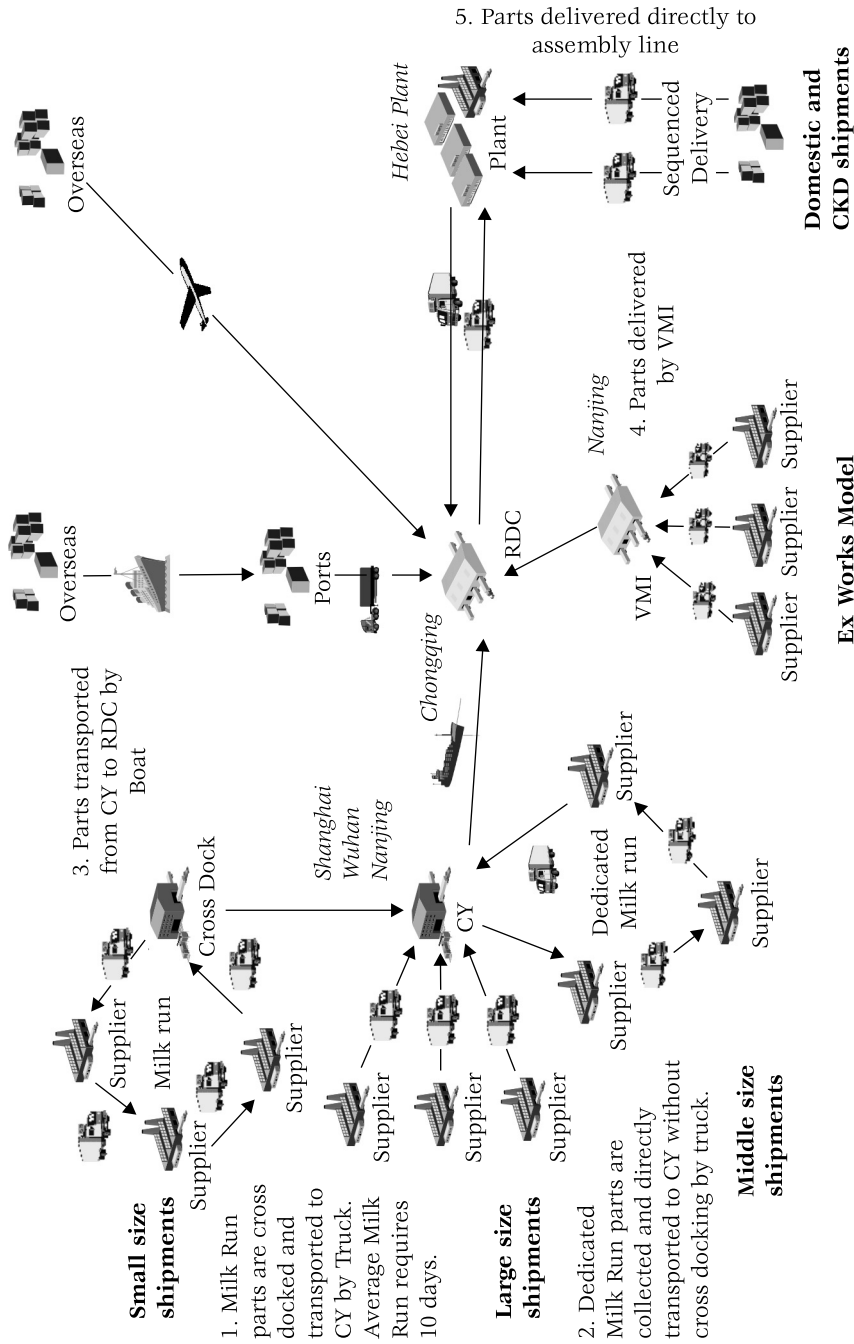 Small size
shipments
1. Milk Run
parts are cross
docked and
transported to
CY by Truck.
Average Milk
Run requires
10 days.
Supplier
Milk run
Supplier
Supplier
Cross Dock
3. Parts transported
from CY to RDC by
Boat
Overseas
Ports
Overseas
Large size
shipments
Supplier
Supplier
Supplier
Shanghai
Wuhan
Nanjing
CY
Chongqing
RDC
Hebei Plant
Plant
5. Parts delivered directly to
assembly line
2. Dedicated
Milk Run parts are
collected and directly
transported to CY without
cross docking by truck.
Middle size
shipments
Supplier
Dedicated
Milk run
Supplier
Supplier
Nanjing
VMI
4. Parts delivered
by VMI
Supplier
Supplier
Supplier
Ex Works Model
Sequenced
Delivery
Domestic and
CKD shipments